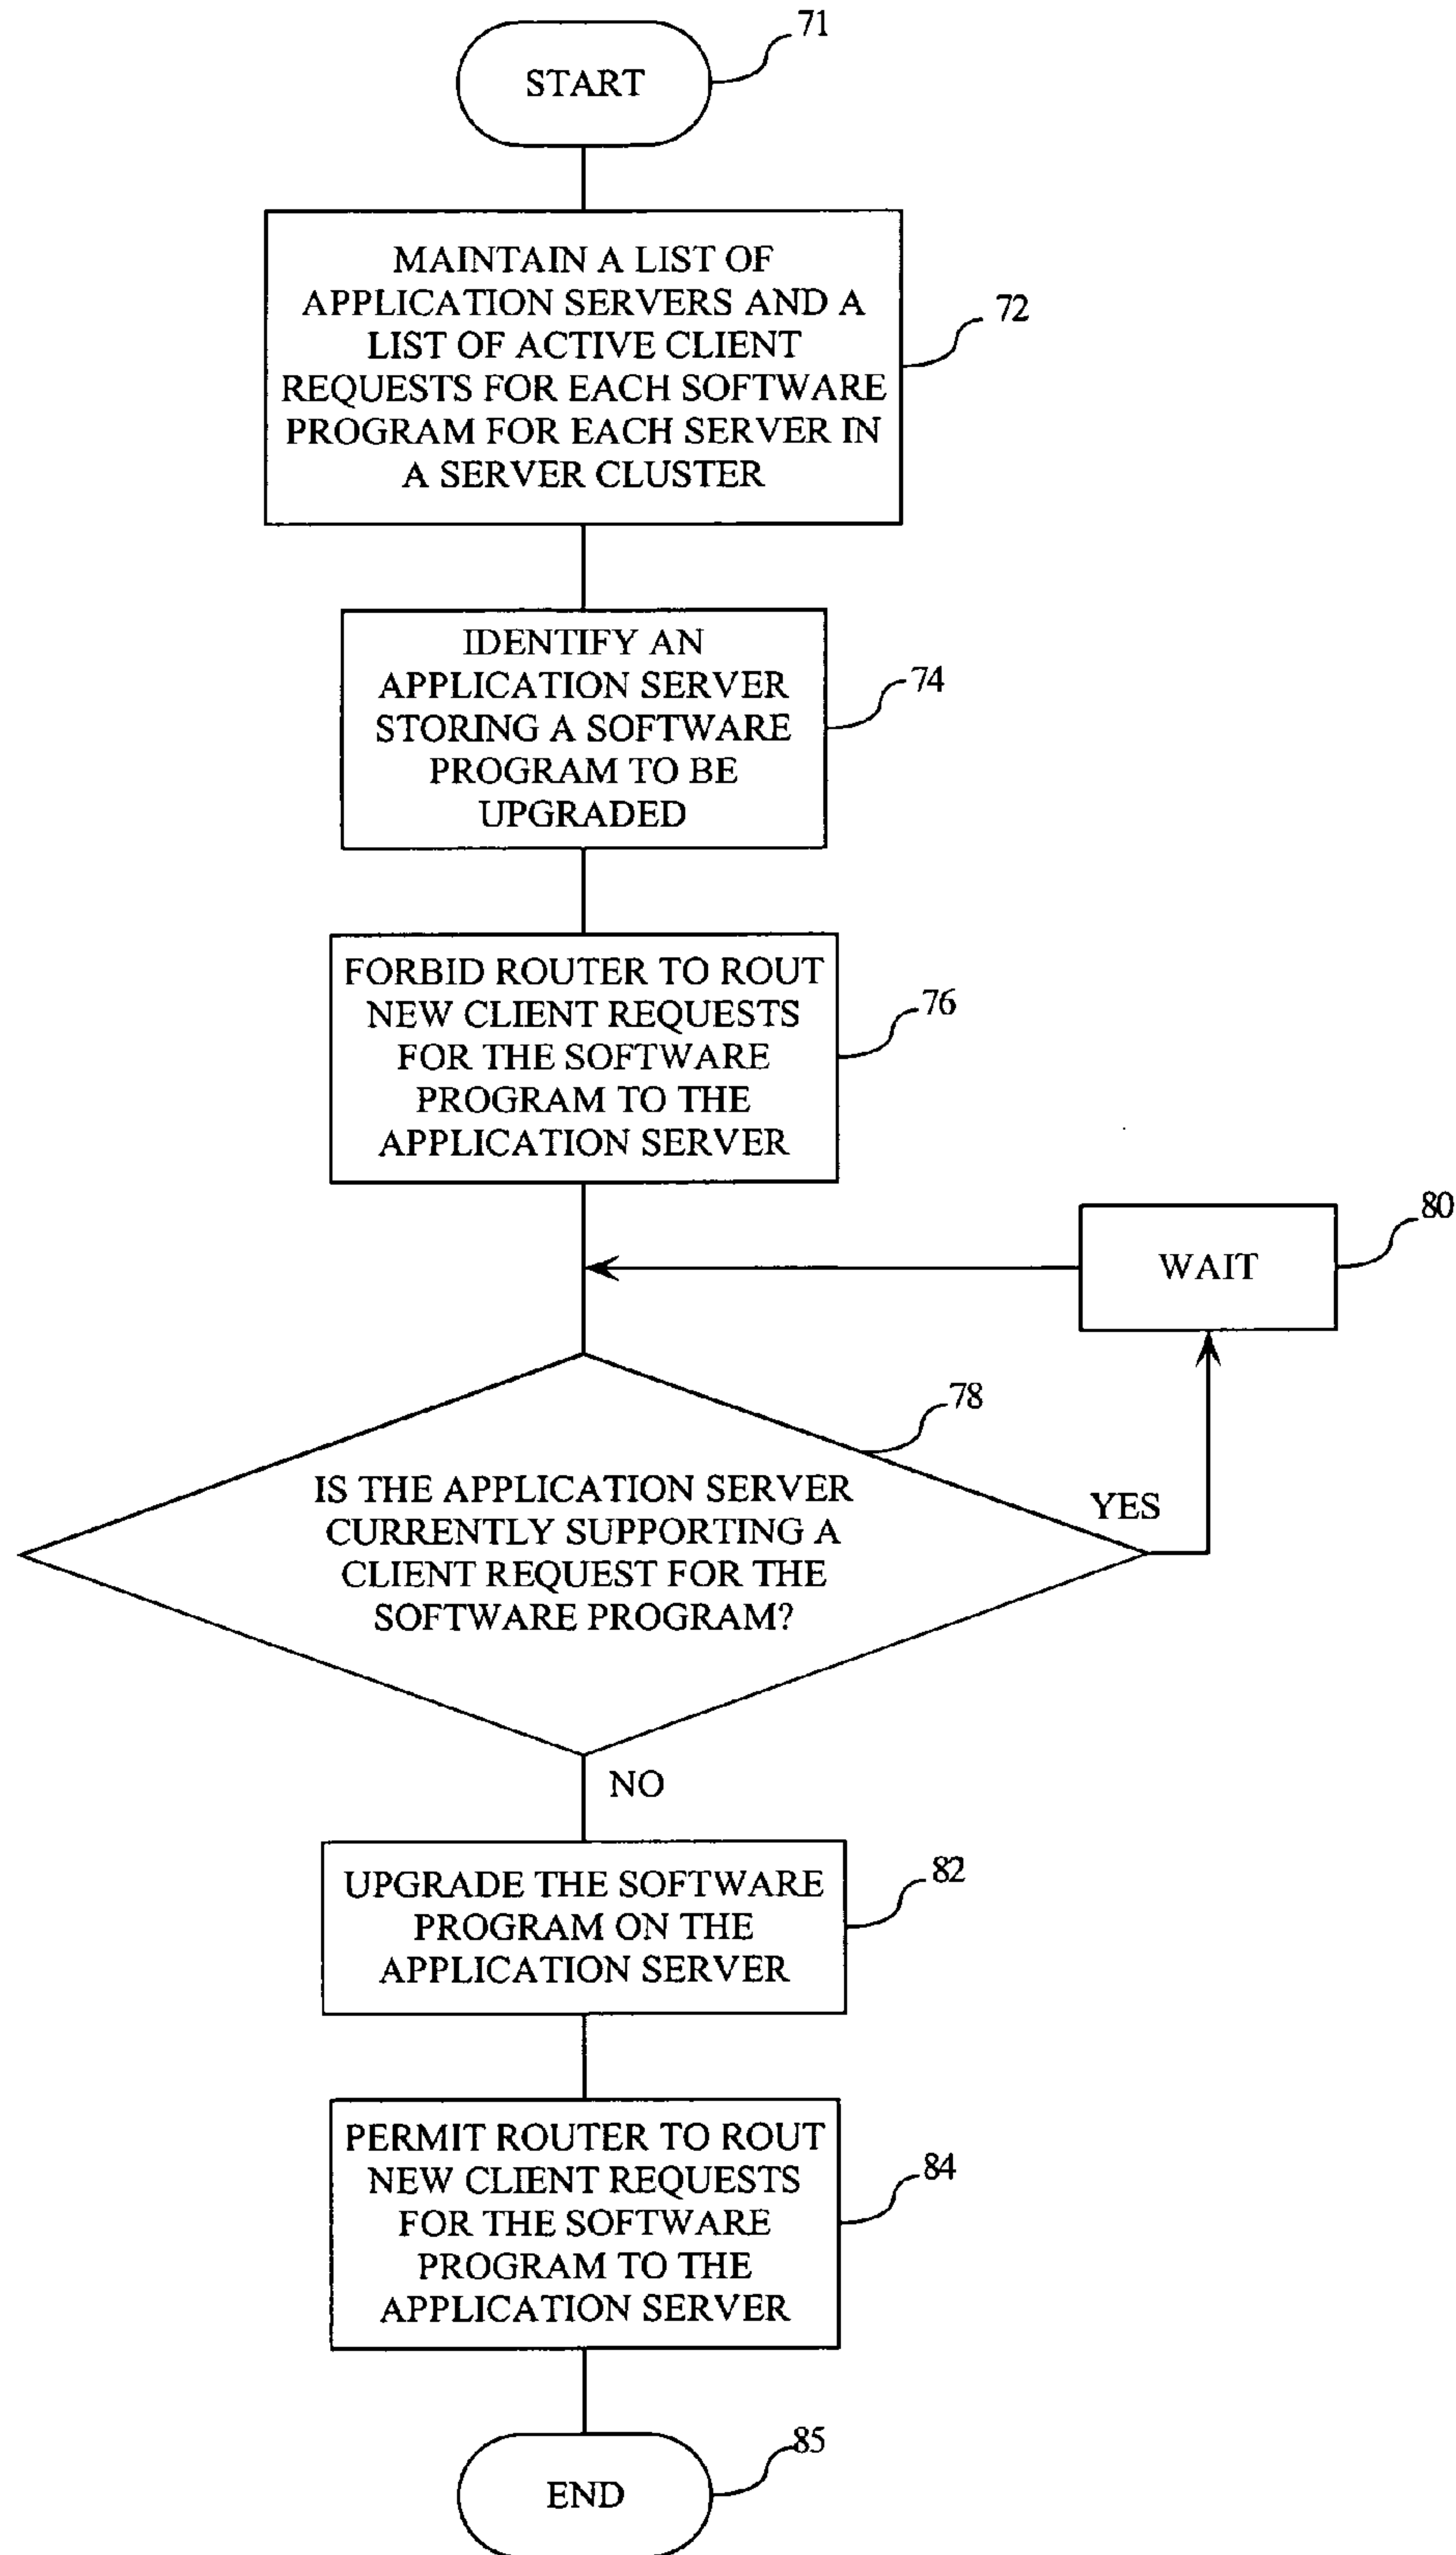 START
71
MAINTAIN A LIST OF
APPLICATION SERVERS AND A
LIST OF ACTIVE CLIENT
REQUESTS FOR EACH SOFTWARE
PROGRAM FOR EACH SERVER IN
A SERVER CLUSTER
72
IDENTIFY AN
APPLICATION SERVER
STORING A SOFTWARE
PROGRAM TO BE
UPGRADED
74
FORBID ROUTER TO ROUT
NEW CLIENT REQUESTS
FOR THE SOFTWARE
PROGRAM TO THE
APPLICATION SERVER
76
WAIT
80
IS THE APPLICATION SERVER
CURRENTLY SUPPORTING A
CLIENT REQUEST FOR THE
SOFTWARE PROGRAM?
78
YES
NO
UPGRADE THE SOFTWARE
PROGRAM ON THE
APPLICATION SERVER
82
PERMIT ROUTER TO ROUT
NEW CLIENT REQUESTS
FOR THE SOFTWARE
PROGRAM TO THE
APPLICATION SERVER
84
END
85